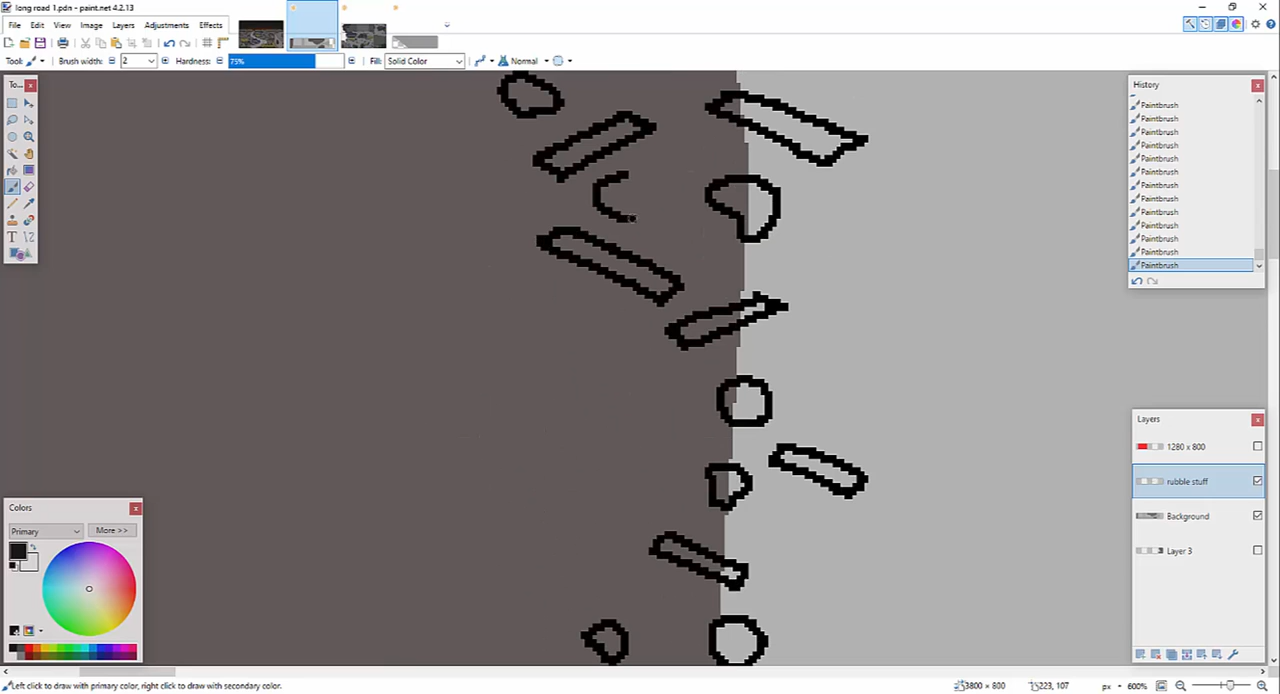 long road 1.pdn - paint.net 4.2.13
File Edit View Image Layers Adjustments Effects
Tool: Brush width: 2 Hardness: 75% Fill: Solid Color Normal
To...
History
Paintbrush
Paintbrush
Paintbrush
Paintbrush
Paintbrush
Paintbrush
Paintbrush
Paintbrush
Paintbrush
Paintbrush
Paintbrush
Paintbrush
Paintbrush
Layers
1280 x 800
rubble stuff
Background
Layer 3
Colors
Primary More >>
Left click to draw with primary color, right click to draw with secondary color. 3800 × 800 223, 107 px 600%